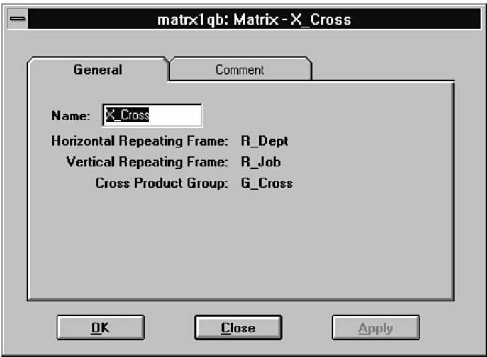 matrx1qb: Matrix - X_Cross
General Comment
Name: X_Cross
Horizontal Repeating Frame: R_Dept
Vertical Repeating Frame: R_Job
Cross Product Group: G_Cross
OK Close Apply